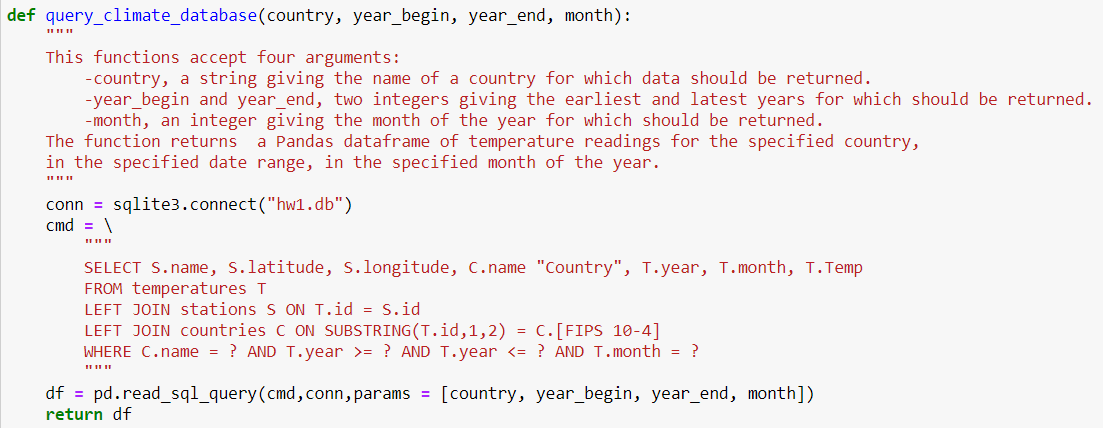 def query_climate_database(country, year_begin, year_end, month):
    """
    This functions accept four arguments:
        -country, a string giving the name of a country for which data should be returned.
        -year_begin and year_end, two integers giving the earliest and latest years for which should be returned.
        -month, an integer giving the month of the year for which should be returned.
    The function returns  a Pandas dataframe of temperature readings for the specified country,
    in the specified date range, in the specified month of the year.
    """
    conn = sqlite3.connect("hw1.db")
    cmd = \
        """
        SELECT S.name, S.latitude, S.longitude, C.name "Country", T.year, T.month, T.Temp
        FROM temperatures T
        LEFT JOIN stations S ON T.id = S.id
        LEFT JOIN countries C ON SUBSTRING(T.id,1,2) = C.[FIPS 10-4]
        WHERE C.name = ? AND T.year >= ? AND T.year <= ? AND T.month = ?
        """
    df = pd.read_sql_query(cmd,conn,params = [country, year_begin, year_end, month])
    return df